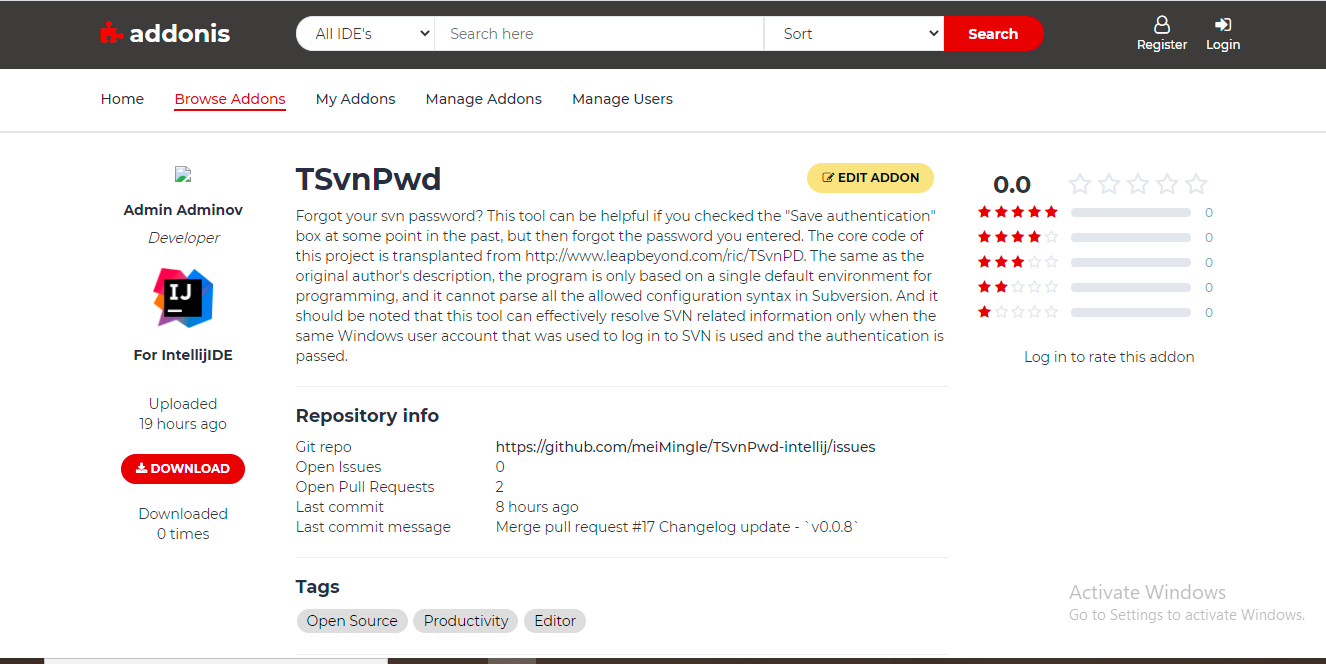 addonis
All IDE's
Search here
Sort
Search
Register
Login
Home
Browse Addons
My Addons
Manage Addons
Manage Users
Admin Adminov
Developer
IJ
For IntellijIDE
Uploaded
19 hours ago
DOWNLOAD
Downloaded
0 times
TSvnPwd
EDIT ADDON
Forgot your svn password? This tool can be helpful if you checked the "Save authentication"
box at some point in the past, but then forgot the password you entered. The core code of
this project is transplanted from http://www.leapbeyond.com/ric/TSvnPD. The same as the
original author's description, the program is only based on a single default environment for
programming, and it cannot parse all the allowed configuration syntax in Subversion. And it
should be noted that this tool can effectively resolve SVN related information only when the
same Windows user account that was used to log in to SVN is used and the authentication is
passed.
Repository info
Git repo https://github.com/meiMingle/TSvnPwd-intellij/issues
Open Issues 0
Open Pull Requests 2
Last commit 8 hours ago
Last commit message Merge pull request #17 Changelog update - `v0.0.8`
Tags
Open Source Productivity Editor
0.0
0
0
0
0
0
Log in to rate this addon
Activate Windows
Go to Settings to activate Windows.